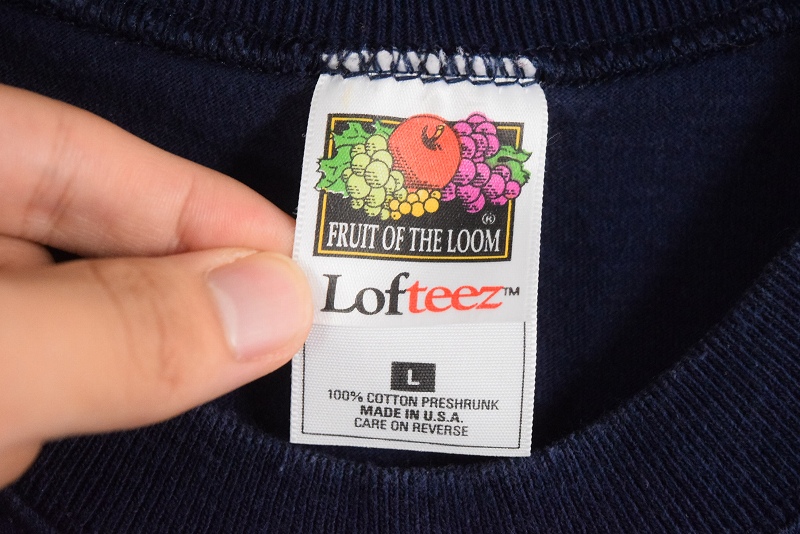 ®
FRUIT OF THE LOOM
Lofteez™
L
100% COTTON PRESHRUNK
MADE IN U.S.A.
CARE ON REVERSE